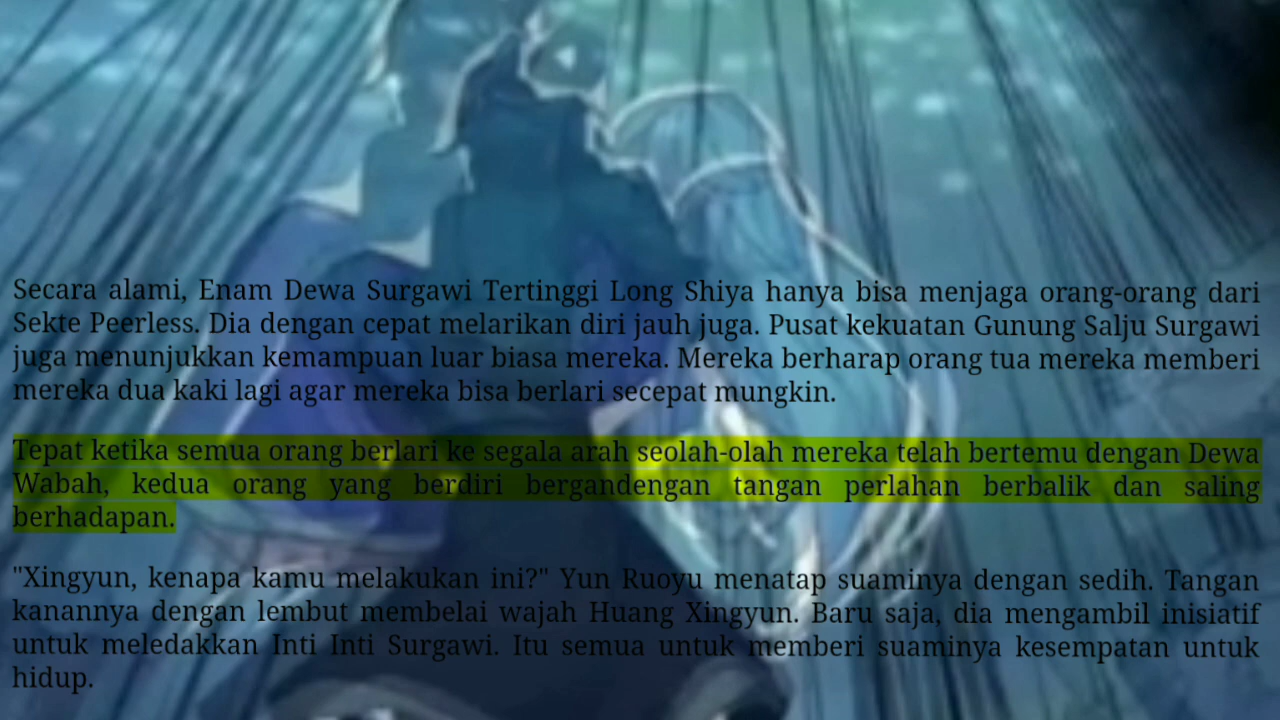 Secara alami, Enam Dewa Surgawi Tertinggi Long Shiya hanya bisa menjaga orang-orang dari
Sekte Peerless. Dia dengan cepat melarikan diri jauh juga. Pusat kekuatan Gunung Salju Surgawi
juga menunjukkan kemampuan luar biasa mereka. Mereka berharap orang tua mereka memberi
mereka dua kaki lagi agar mereka bisa berlari secepat mungkin.
Tepat ketika semua orang berlari ke segala arah seolah-olah mereka telah bertemu dengan Dewa
Wabah, kedua orang yang berdiri bergandengan tangan perlahan berbalik dan saling
berhadapan.
"Xingyun, kenapa kamu melakukan ini?" Yun Ruoyu menatap suaminya dengan sedih. Tangan
kanannya dengan lembut membelai wajah Huang Xingyun. Baru saja, dia mengambil inisiatif
untuk meledakkan Inti Inti Surgawi. Itu semua untuk memberi suaminya kesempatan untuk
hidup.